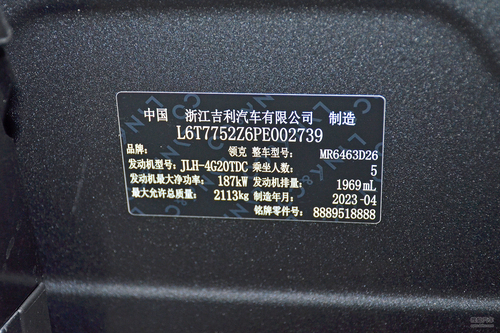 中国 浙江吉利汽车有限公司 制造
L6T7752Z6PE002739
品牌: 领克 整车型号: MR6463D26
发动机型号: JLH-4G20TDC 乘坐人数: 5
发动机最大净功率: 187kW 发动机排量: 1969mL
最大允许总质量: 2113kg 制造年月: 2023-04
铭牌零件号: 8889518888